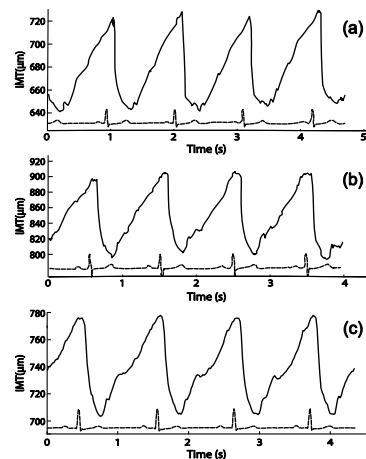 (a)
IMT(µm)
720
700
680
660
640
0 1 2 3 4 5
Time (s)
(b)
IMT(µm)
920
900
880
860
840
820
800
0 1 2 3 4
Time (s)
(c)
IMT(µm)
780
760
740
720
700
0 1 2 3 4
Time (s)